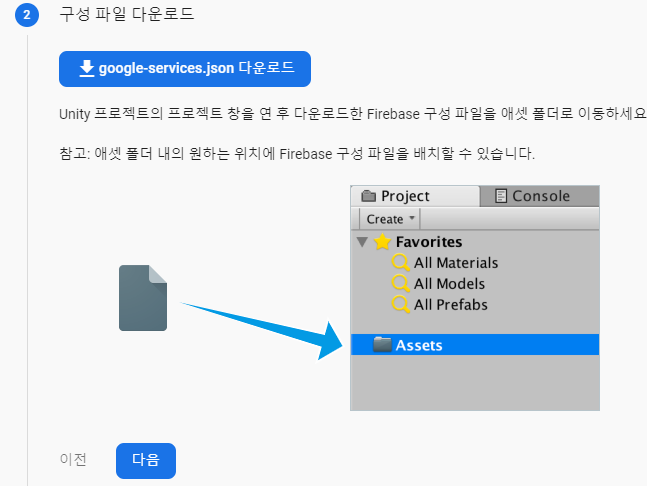 2 구성 파일 다운로드
google-services.json 다운로드
Unity 프로젝트의 프로젝트 창을 연 후 다운로드한 Firebase 구성 파일을 애셋 폴더로 이동하세요
참고: 애셋 폴더 내의 원하는 위치에 Firebase 구성 파일을 배치할 수 있습니다.
Project Console
Create
Favorites
All Materials
All Models
All Prefabs
Assets
이전 다음